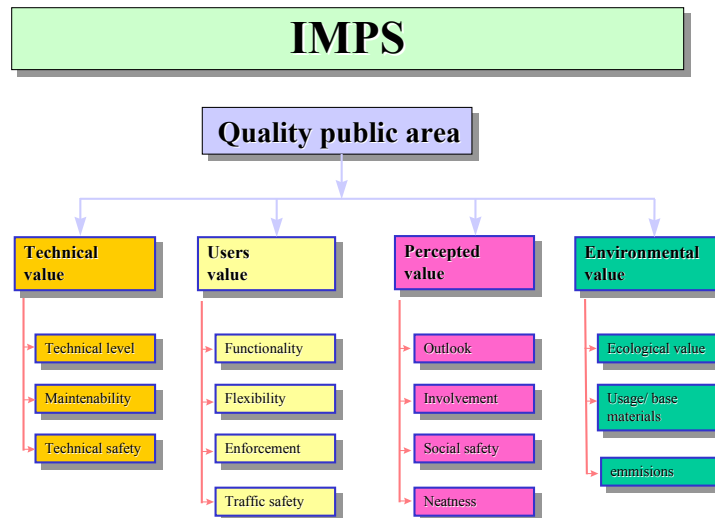 IMPS
Quality public area
Technical
value
Technical level
Maintenability
Technical safety
Users
value
Functionality
Flexibility
Enforcement
Traffic safety
Percepted
value
Outlook
Involvement
Social safety
Neatness
Environmental
value
Ecological value
Usage/ base
materials
emmisions